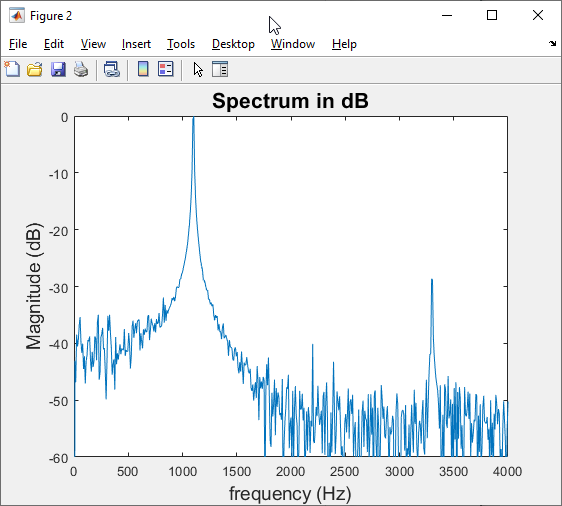 Figure 2
File Edit View Insert Tools Desktop Window Help
Spectrum in dB
0
-10
-20
-30
-40
-50
-60
Magnitude (dB)
0 500 1000 1500 2000 2500 3000 3500 4000
frequency (Hz)